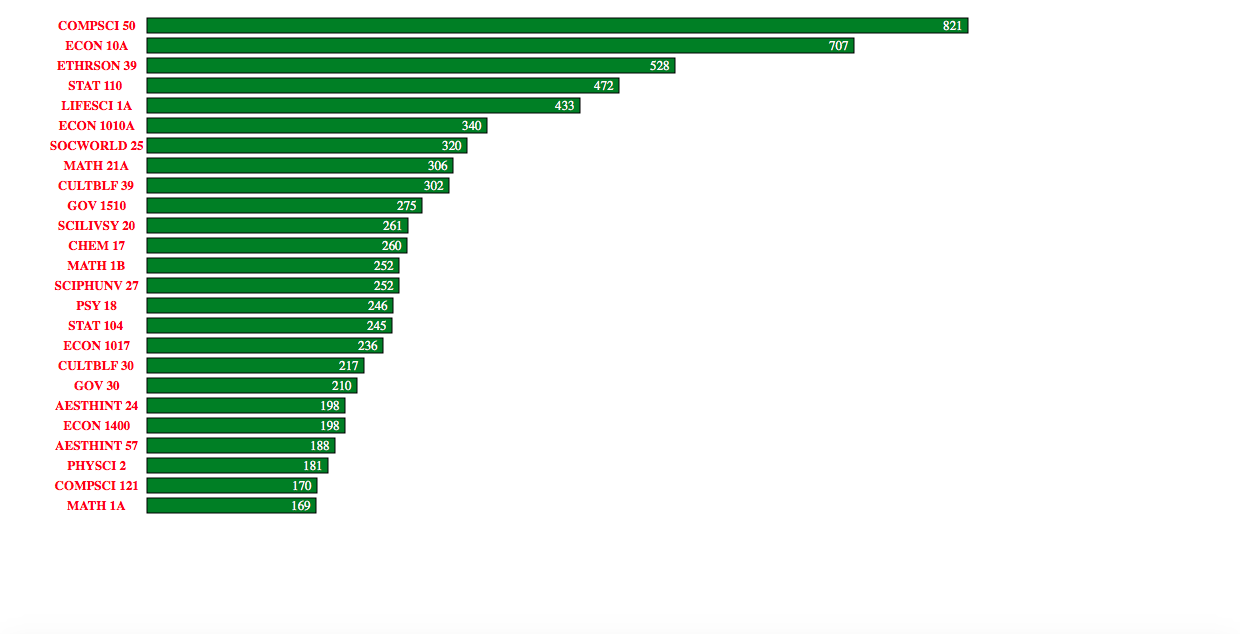 COMPSCI 50 821
ECON 10A 707
ETHRSON 39 528
STAT 110 472
LIFESCI 1A 433
ECON 1010A 340
SOCWORLD 25 320
MATH 21A 306
CULTBLF 39 302
GOV 1510 275
SCILIVSY 20 261
CHEM 17 260
MATH 1B 252
SCIPHUNV 27 252
PSY 18 246
STAT 104 245
ECON 1017 236
CULTBLF 30 217
GOV 30 210
AESTHINT 24 198
ECON 1400 198
AESTHINT 57 188
PHYSCI 2 181
COMPSCI 121 170
MATH 1A 169